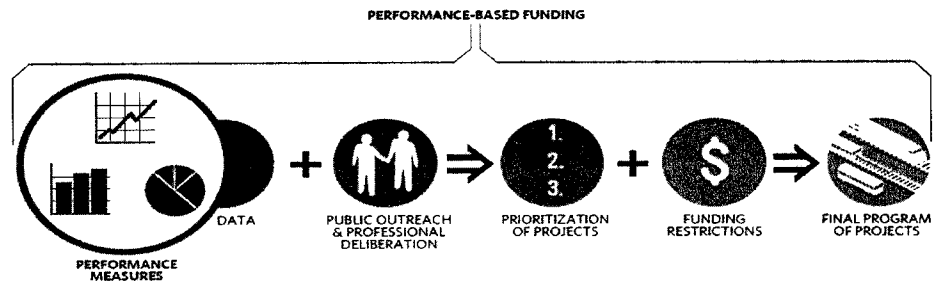 PERFORMANCE-BASED FUNDING
1.
2.
3.
$
DATA
PUBLIC OUTREACH
& PROFESSIONAL
DELIBERATION
PRIORITIZATION
OF PROJECTS
FUNDING
RESTRICTIONS
FINAL PROGRAM
OF PROJECTS
PERFORMANCE
MEASURES